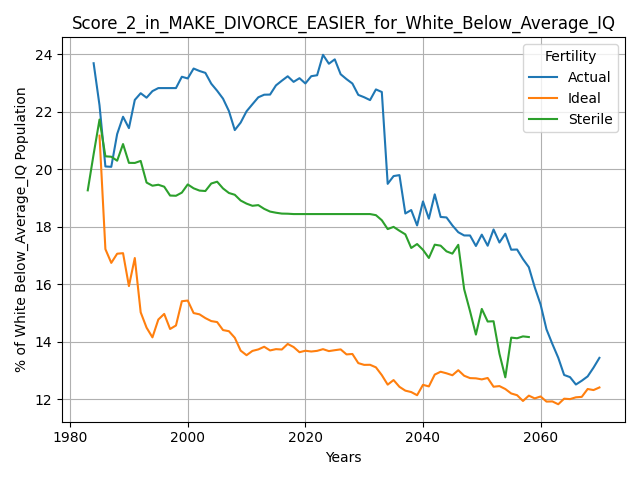 Score_2_in_MAKE_DIVORCE_EASIER_for_White_Below_Average_IQ
% of White Below_Average_IQ Population
24
22
20
18
16
14
12
Fertility
Actual
Ideal
Sterile
1980
2000
2020
2040
2060
Years